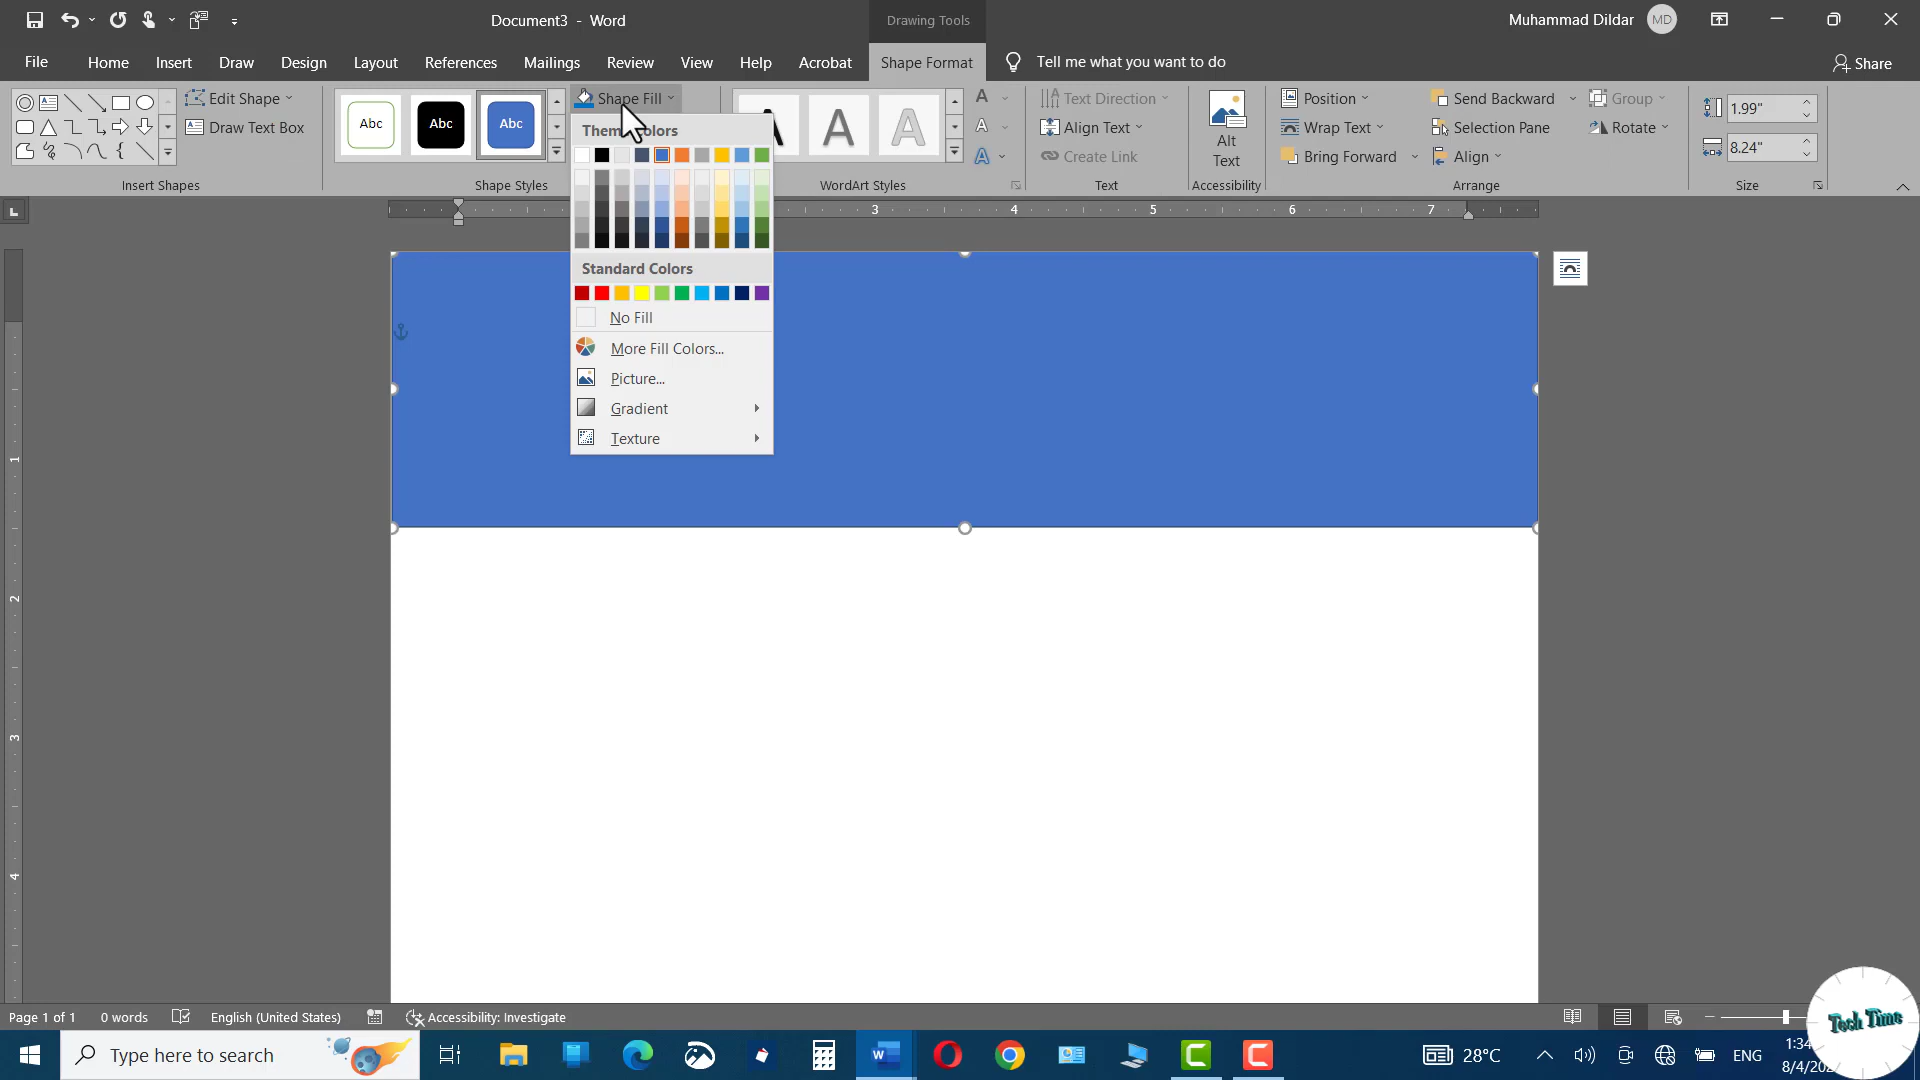 Document3 - Word
Drawing Tools
Muhammad Dildar
MD
File
Home
Insert
Draw
Design
Layout
References
Mailings
Review
View
Help
Acrobat
Shape Format
Tell me what you want to do
Share
Edit Shape
Draw Text Box
Insert Shapes
Abc
Abc
Abc
Shape Styles
Shape Fill
WordArt Styles
Text Direction
Align Text
Create Link
Text
Alt
Text
Accessibility
Position
Wrap Text
Bring Forward
Send Backward
Selection Pane
Align
Group
Rotate
Arrange
1.99"
8.24"
Size
3
4
5
6
7
Standard Colors
No Fill
More Fill Colors...
Picture...
Gradient
Texture
1
2
3
4
Page 1 of 1
0 words
English (United States)
Accessibility: Investigate
Type here to search
28°C
ENG
Tech Time